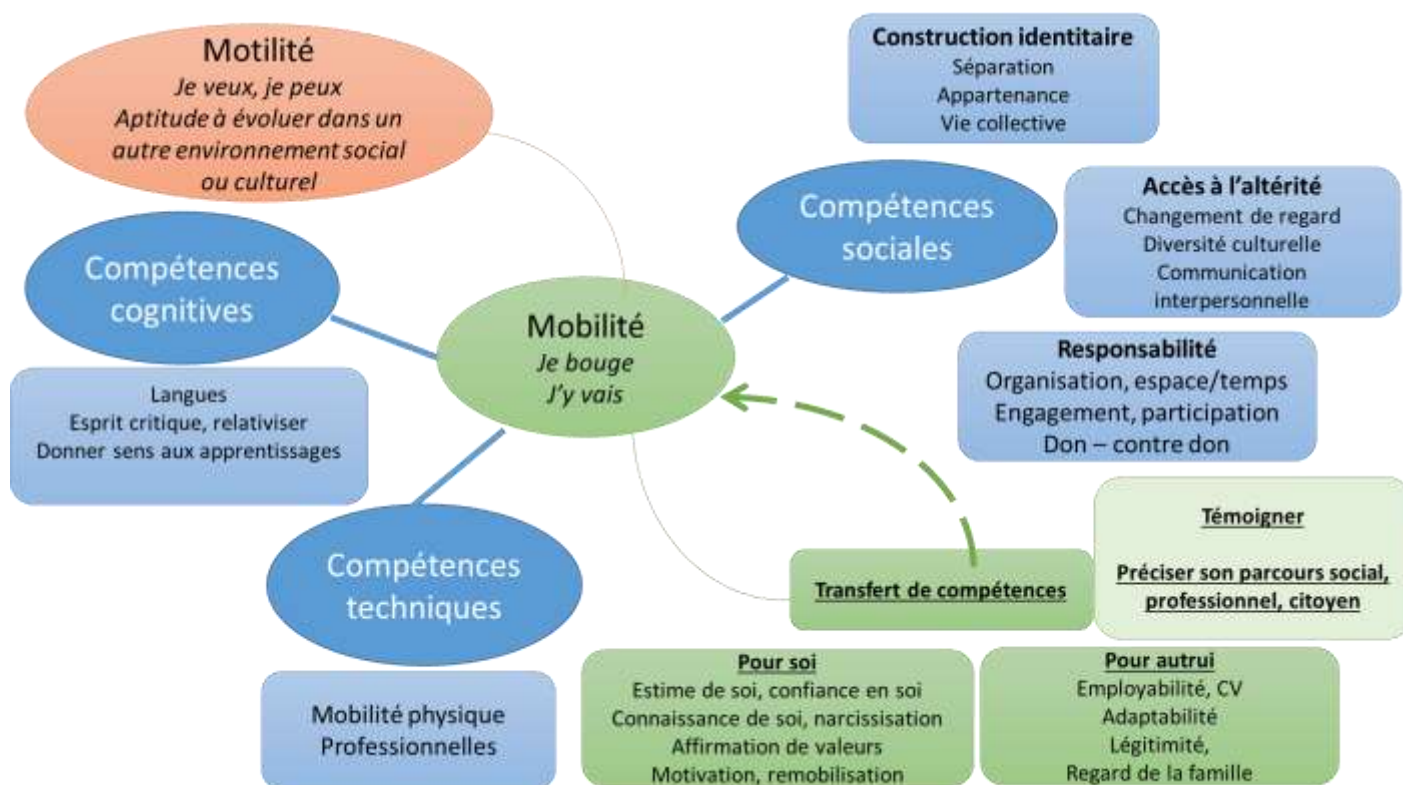 Motilité
Je veux, je peux
Aptitude à évoluer dans un
autre environnement social
ou culturel
Construction identitaire
Séparation
Appartenance
Vie collective
Compétences
sociales
Accès à l'altérité
Changement de regard
Diversité culturelle
Communication
interpersonnelle
Compétences
cognitives
Mobilité
Je bouge
J'y vais
Responsabilité
Organisation, espace/temps
Engagement, participation
Don – contre don
Langues
Esprit critique, relativiser
Donner sens aux apprentissages
Compétences
techniques
Transfert de compétences
Témoigner
Préciser son parcours social,
professionnel, citoyen
Mobilité physique
Professionnelles
Pour soi
Estime de soi, confiance en soi
Connaissance de soi, narcissisation
Affirmation de valeurs
Motivation, remobilisation
Pour autrui
Employabilité, CV
Adaptabilité
Légitimité,
Regard de la famille